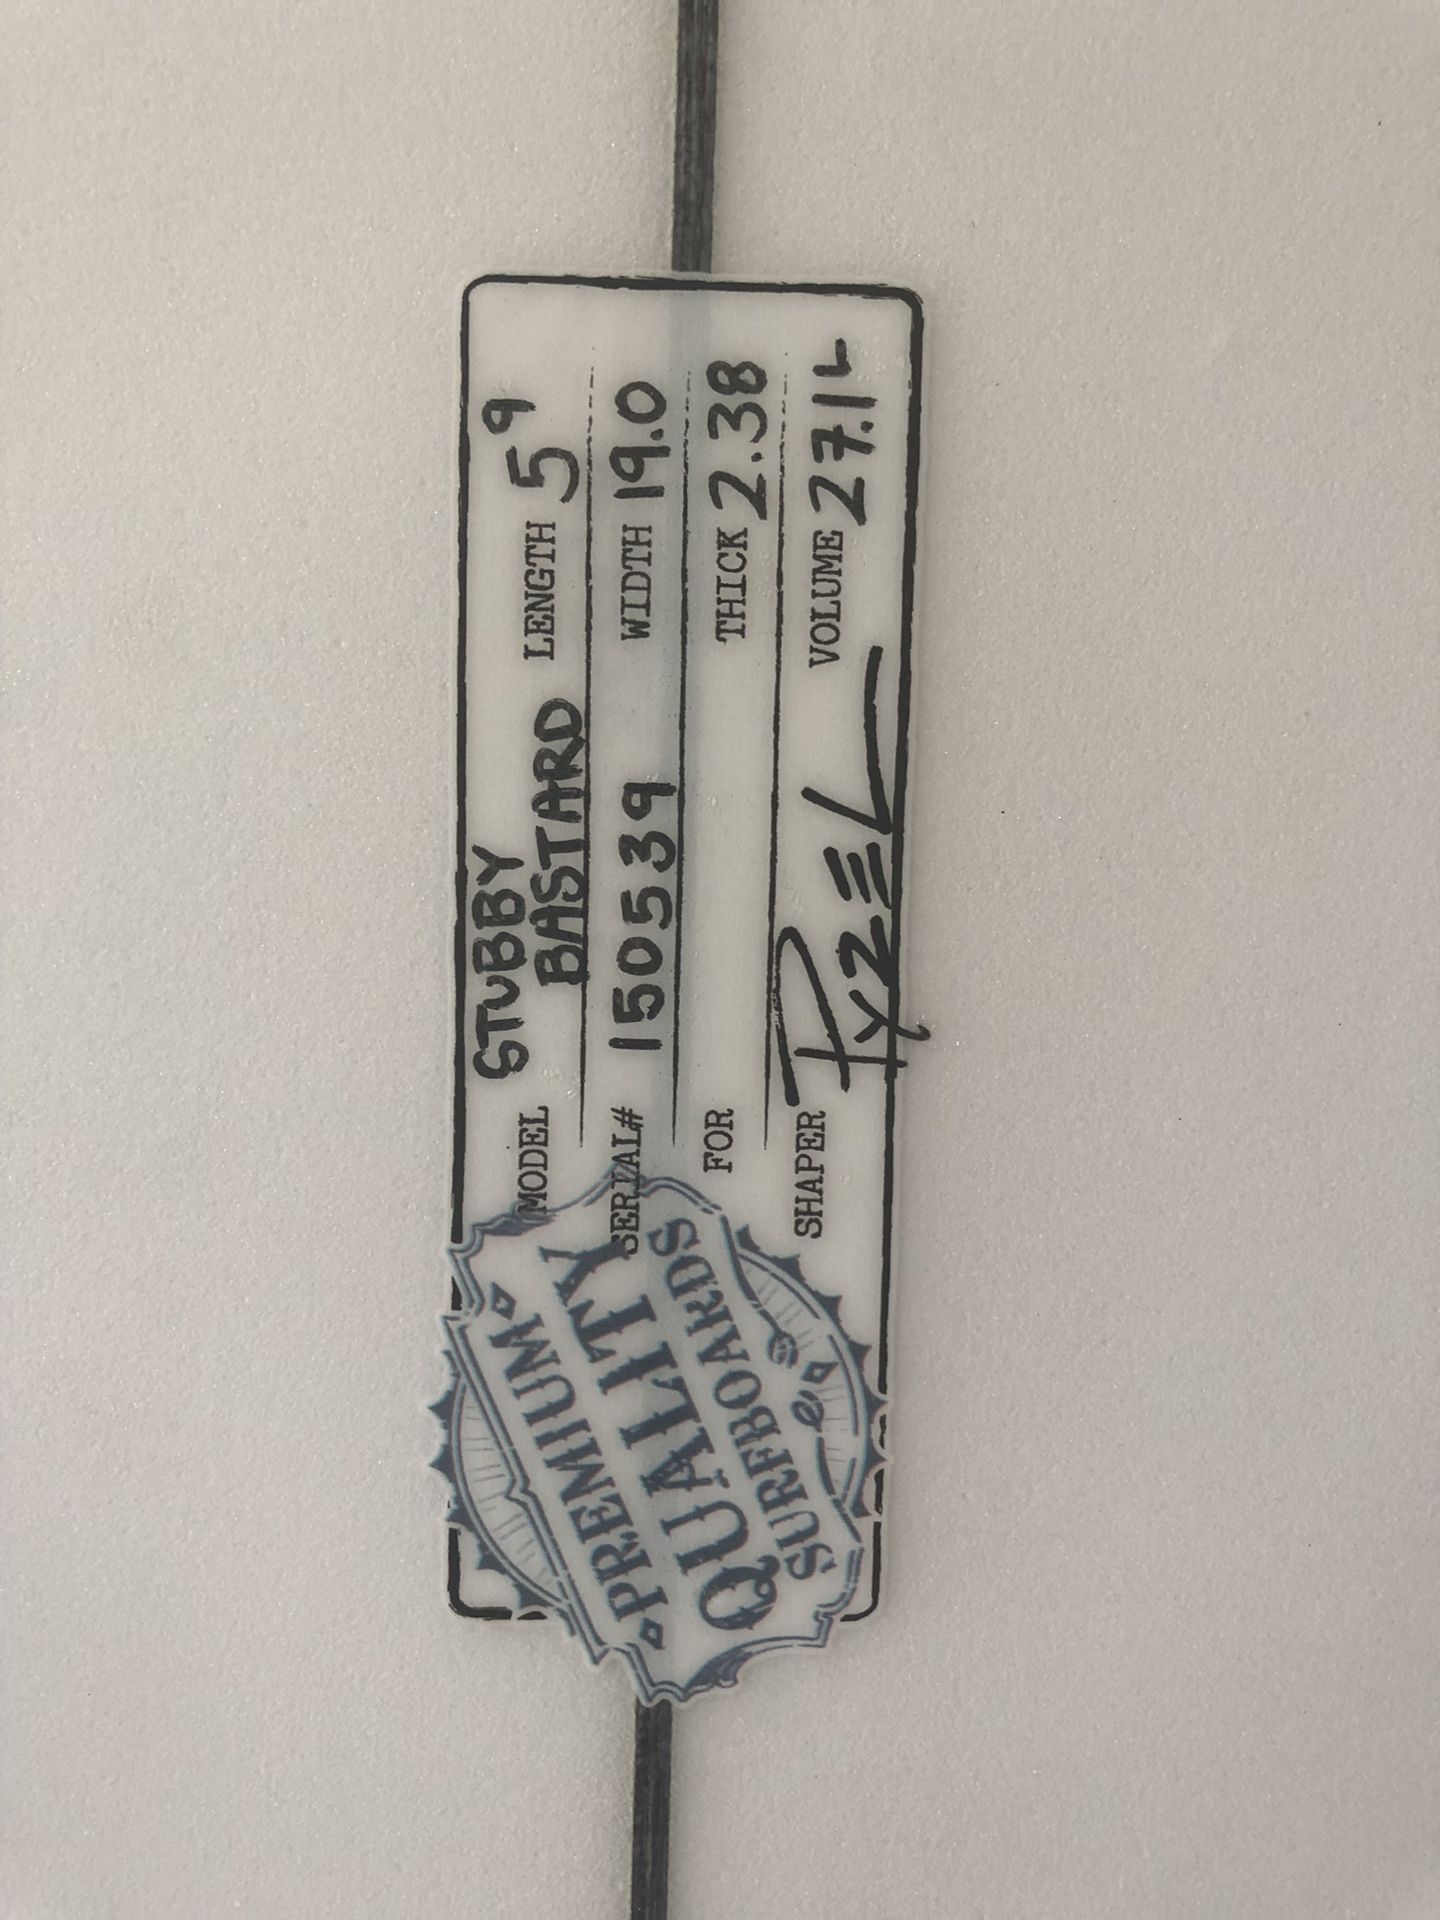 MODEL STUBBY BASTARD LENGTH 5 9
SERIAL# 150539 WIDTH 19.0
FOR THICK 2.38
SHAPER PYZEL VOLUME 27.1L
PREMIUM
QUALITY
SURFBOARDS